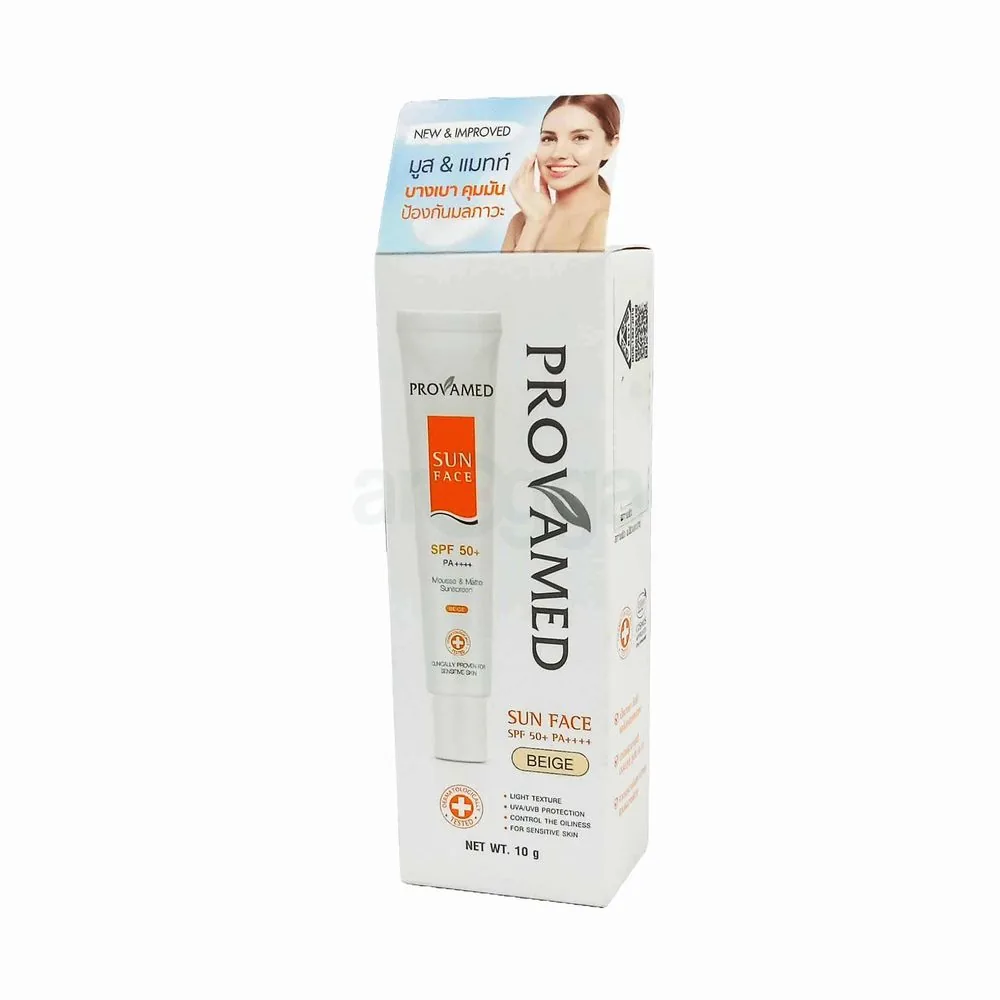 NEW & IMPROVED
มูส & แมทท์
บางเบา คุมมัน
ป้องกันมลภาวะ
PROVAMED
SUN
FACE
SPF 50+
PA++++
Mousse & Matte
Sunscreen
BEIGE
CLINICALLY PROVEN FOR
SENSITIVE SKIN
PROVAMED
SUN FACE
SPF 50+ PA++++
BEIGE
DERMATOLOGICALLY
TESTED
• LIGHT TEXTURE
• UVA/UVB PROTECTION
• CONTROL THE OILINESS
• FOR SENSITIVE SKIN
NET WT. 10 g